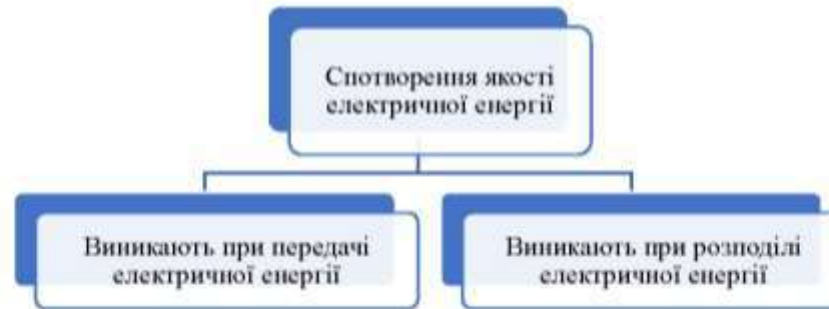 Спотворення якості
електричної енергії
Виникають при передачі
електричної енергії
Виникають при розподілі
електричної енергії